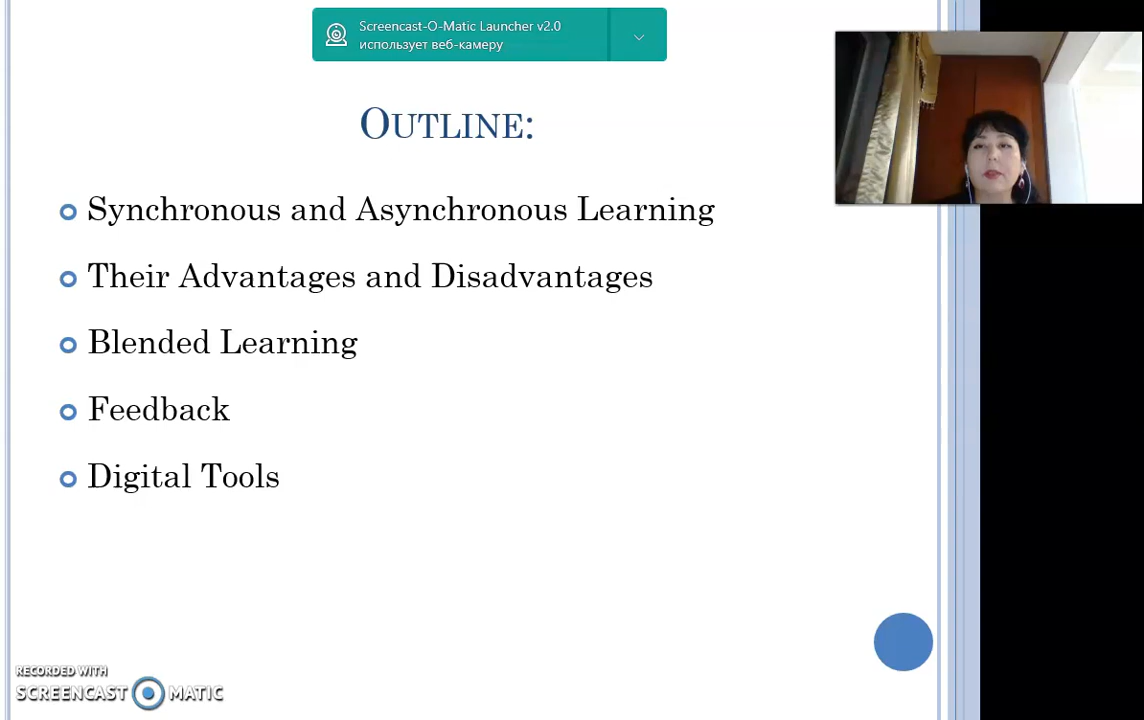 Screencast-O-Matic Launcher v2.0
использует веб-камеру
OUTLINE:
Synchronous and Asynchronous Learning
Their Advantages and Disadvantages
Blended Learning
Feedback
Digital Tools
RECORDED WITH
SCREENCAST MATIC